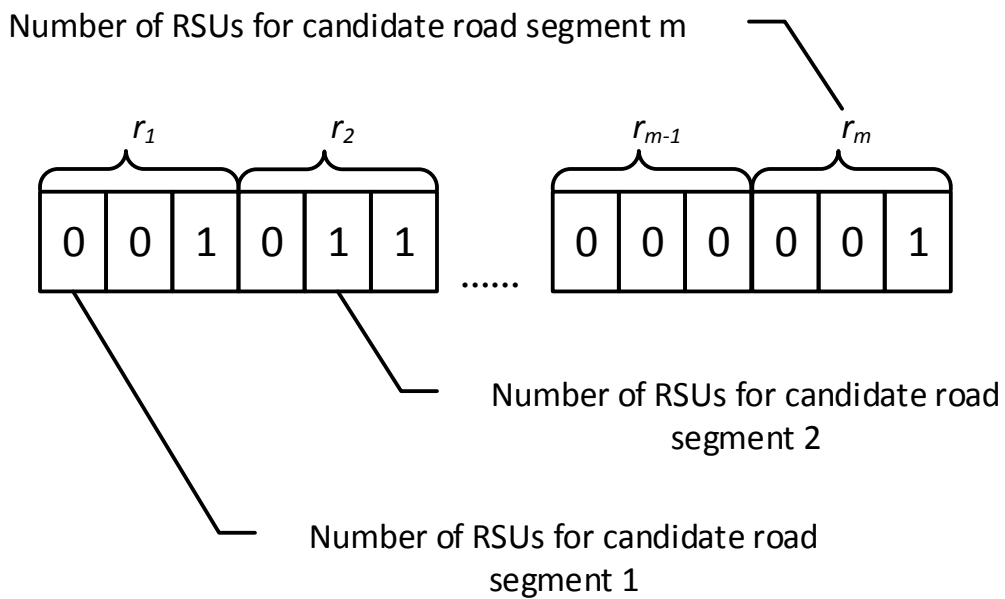 Number of RSUs for candidate road segment m
r1 r2 rm-1 rm
0 0 1 0 1 1 ...... 0 0 0 0 0 1
Number of RSUs for candidate road
segment 2
Number of RSUs for candidate road
segment 1